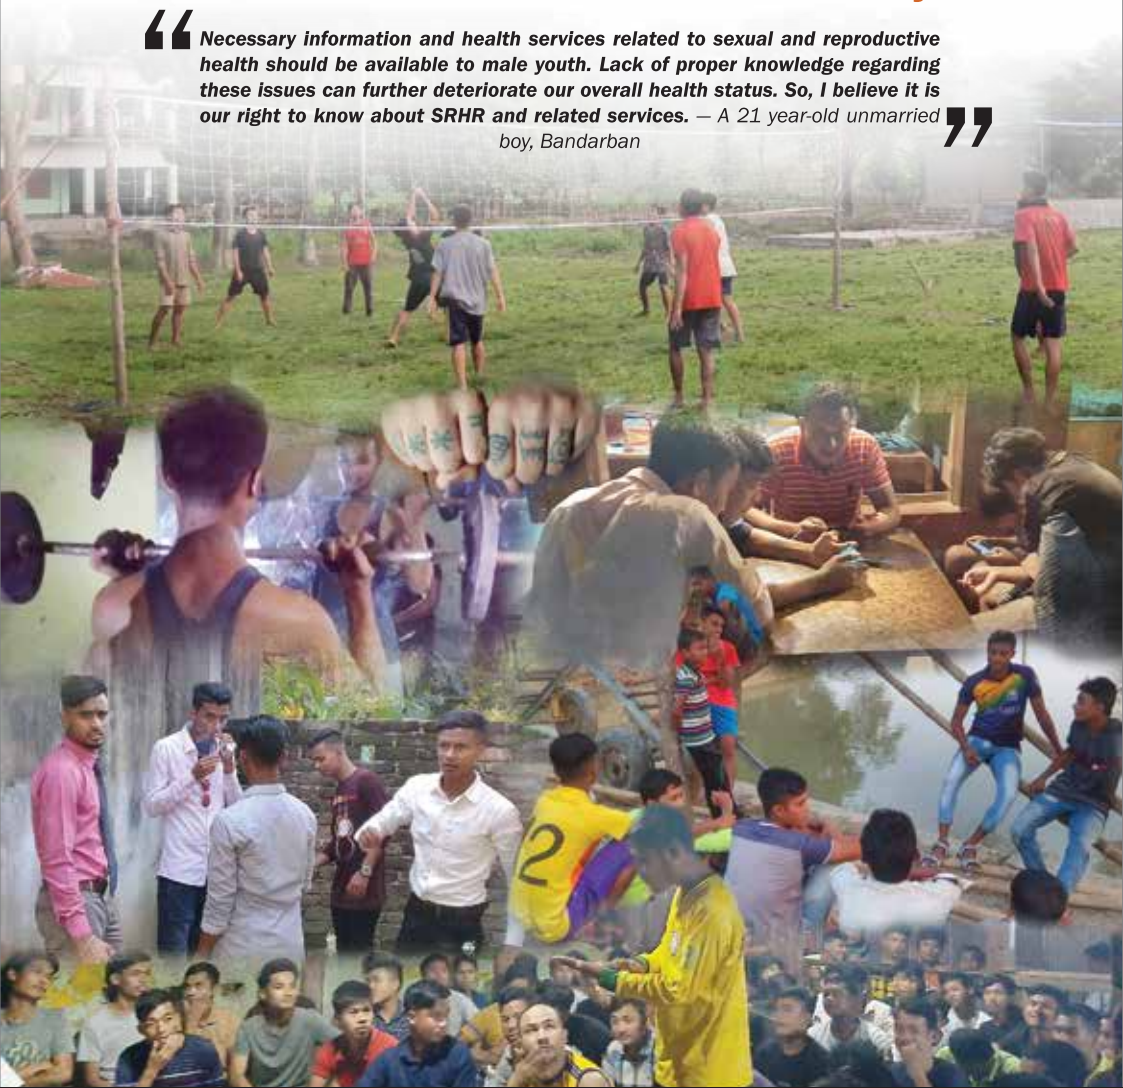 “ Necessary information and health services related to sexual and reproductive
health should be available to male youth. Lack of proper knowledge regarding
these issues can further deteriorate our overall health status. So, I believe it is
our right to know about SRHR and related services. — A 21 year-old unmarried ”
boy, Bandarban
2